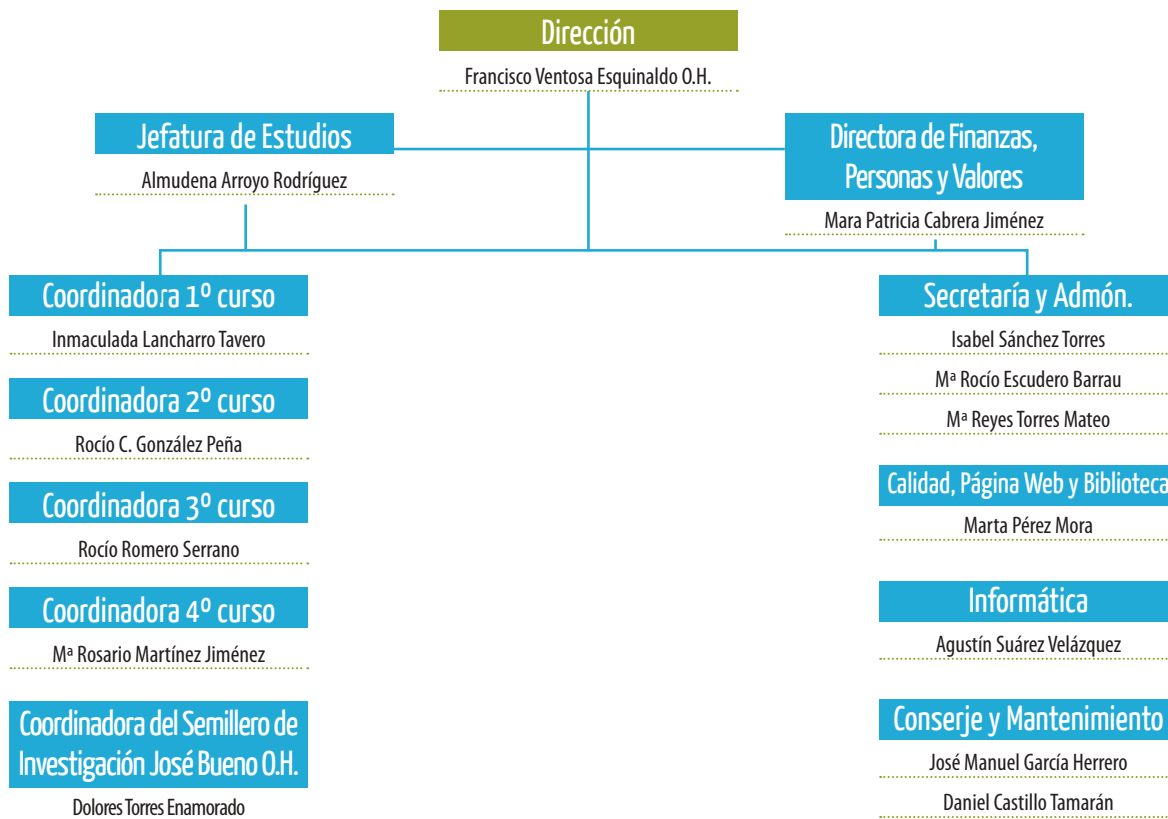 Dirección
Francisco Ventosa Esquinaldo O.H.
Jefatura de Estudios
Almudena Arroyo Rodríguez
Directora de Finanzas,
Personas y Valores
Mara Patricia Cabrera Jiménez
Coordinadora 1º curso
Inmaculada Lancharro Tavero
Coordinadora 2º curso
Rocío C. González Peña
Coordinadora 3º curso
Rocío Romero Serrano
Coordinadora 4º curso
Mª Rosario Martínez Jiménez
Coordinadora del Semillero de
Investigación José Bueno O.H.
Dolores Torres Enamorado
Secretaría y Admón.
Isabel Sánchez Torres
Mª Rocío Escudero Barrau
Mª Reyes Torres Mateo
Calidad, Página Web y Biblioteca
Marta Pérez Mora
Informática
Agustín Suárez Velázquez
Conserje y Mantenimiento
José Manuel García Herrero
Daniel Castillo Tamarán